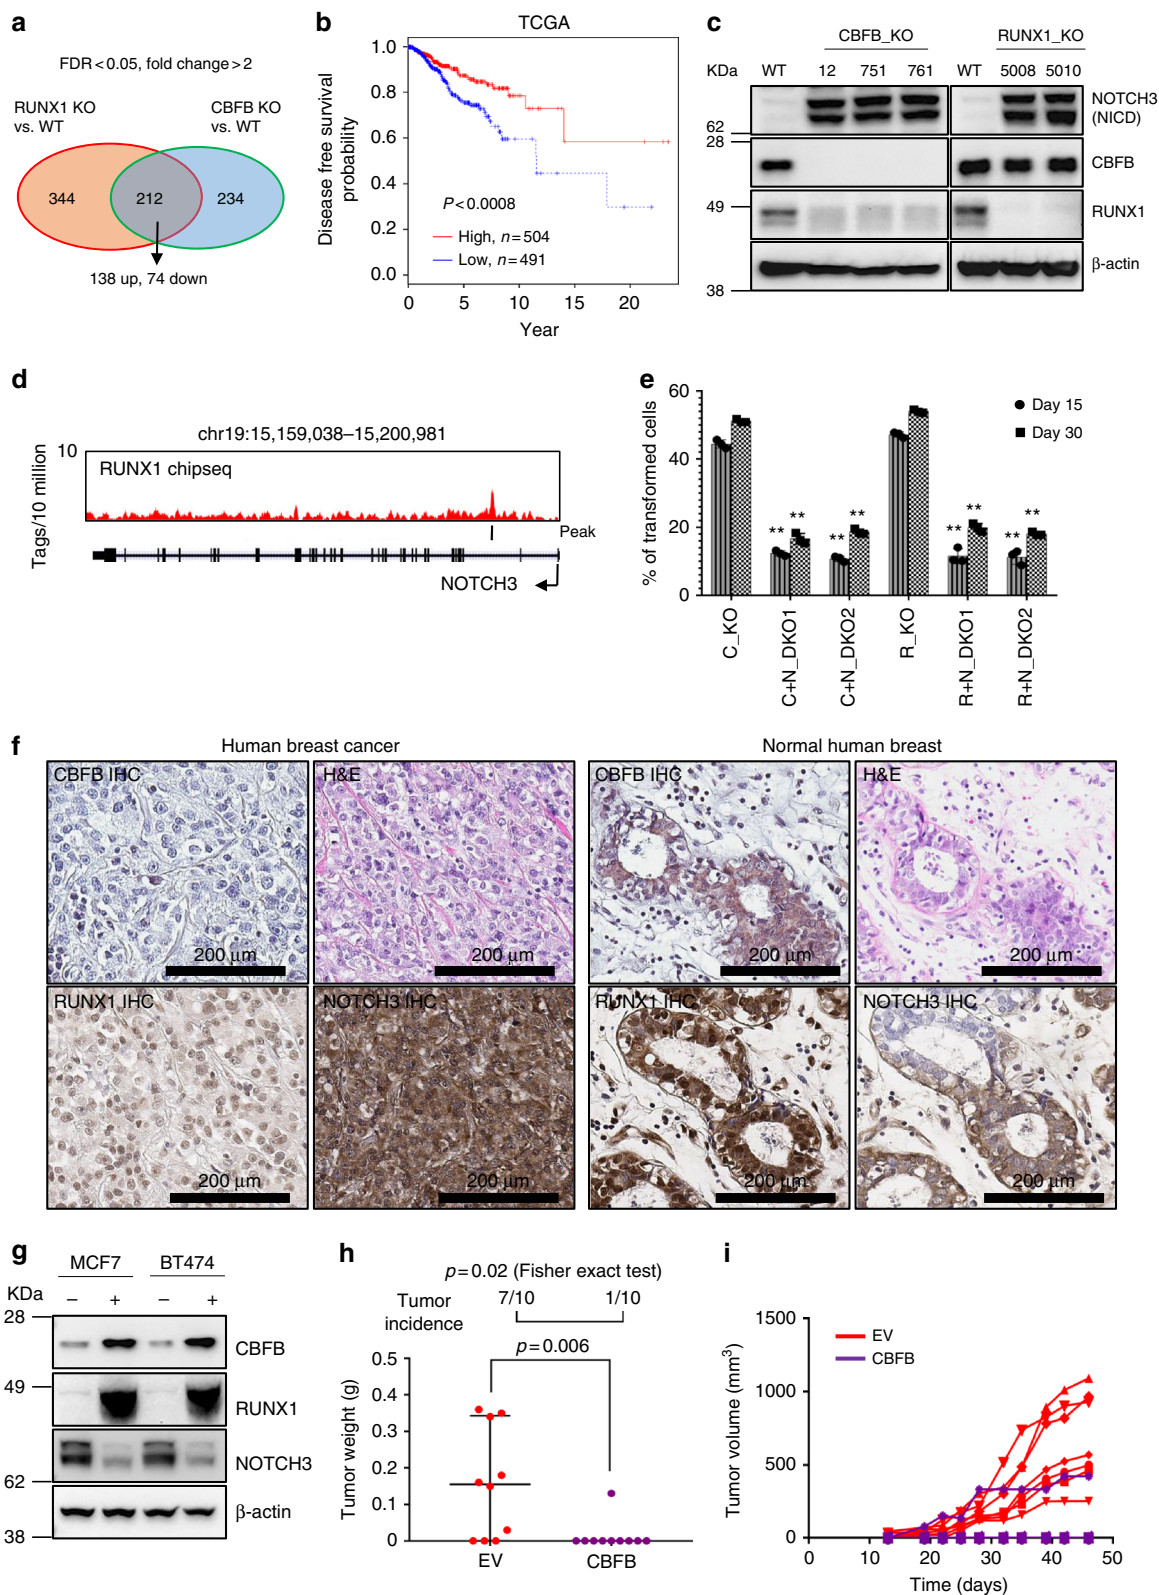 a
FDR<0.05, fold change>2
RUNX1 KO
vs. WT
CBFB KO
vs. WT
344
212
234
138 up, 74 down
b
TCGA
Disease free survival
probability
1.0
0.8
0.6
0.4
0.2
0.0
P<0.0008
High, n=504
Low, n=491
0
5
10
15
20
Year
c
CBFB_KO
RUNX1_KO
KDa
WT
12
751
761
WT
5008
5010
62
28
49
38
NOTCH3
(NICD)
CBFB
RUNX1
β-actin
d
chr19:15,159,038–15,200,981
10
RUNX1 chipseq
Tags/10 million
Peak
NOTCH3
e
% of transformed cells
60
40
20
0
Day 15
Day 30
**
**
**
**
**
**
**
**
C_KO
C+N_DKO1
C+N_DKO2
R_KO
R+N_DKO1
R+N_DKO2
f
Human breast cancer
Normal human breast
CBFB IHC
200 µm
H&E
200 µm
CBFB IHC
200 µm
H&E
200 µm
RUNX1 IHC
200 µm
NOTCH3 IHC
200 µm
RUNX1 IHC
200 µm
NOTCH3 IHC
200 µm
g
MCF7
BT474
KDa
–
+
–
+
28
49
62
38
CBFB
RUNX1
NOTCH3
β-actin
h
p=0.02 (Fisher exact test)
Tumor
incidence
7/10
1/10
p=0.006
Tumor weight (g)
0.5
0.4
0.3
0.2
0.1
0
EV
CBFB
i
Tumor volume (mm3)
1500
1000
500
0
EV
CBFB
0
10
20
30
40
50
Time (days)